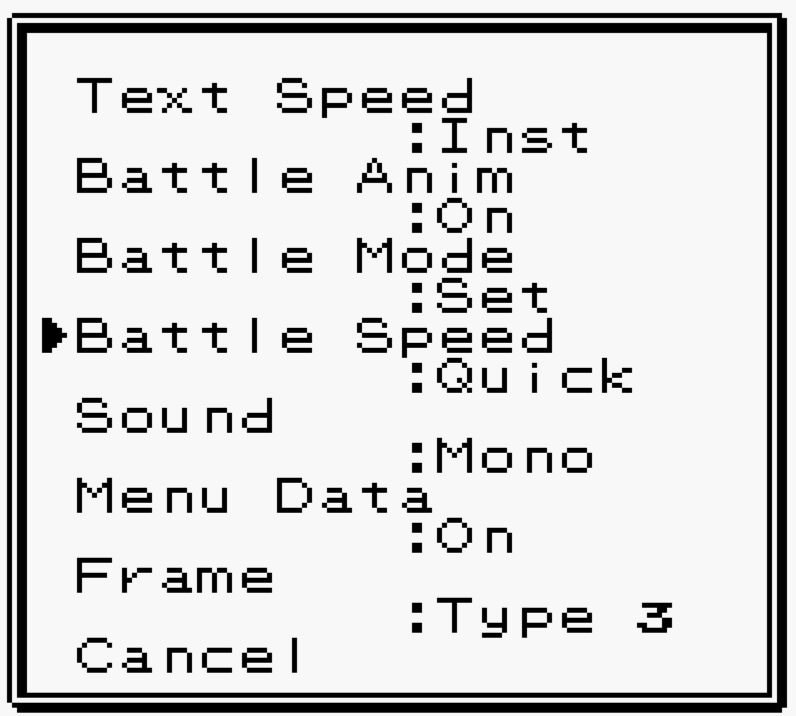 Text Speed
:Inst
Battle Anim
:On
Battle Mode
:Set
▶Battle Speed
:Quick
Sound
:Mono
Menu Data
:On
Frame
:Type 3
Cancel